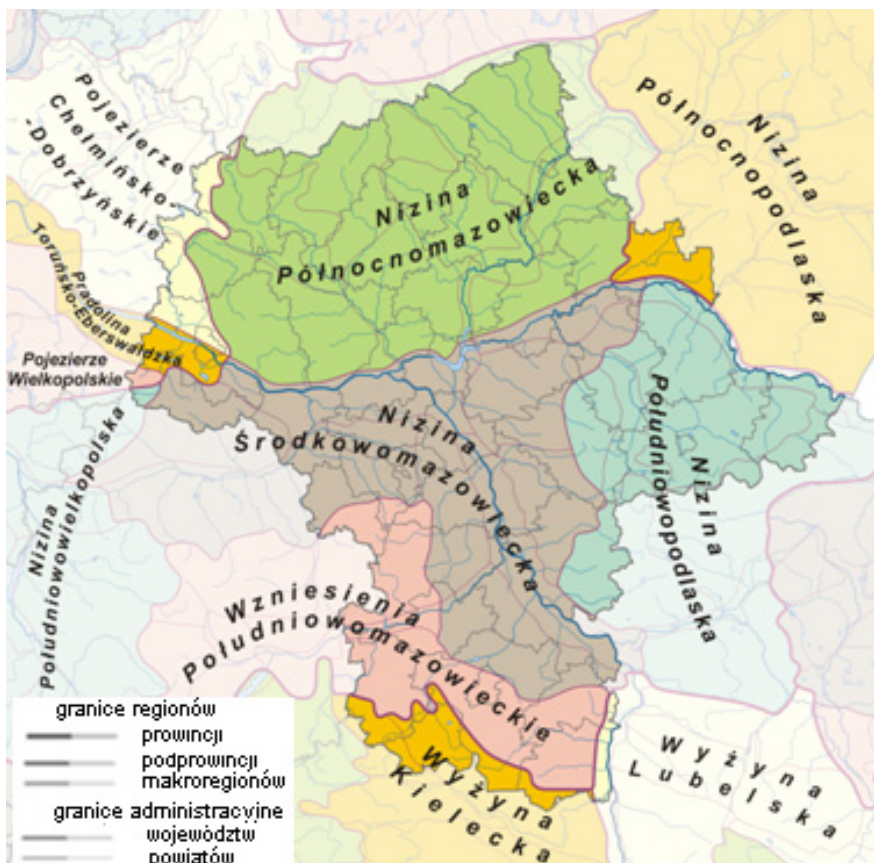 Pojezierze
Chełmińsko-
-Dobrzyńskie
Nizina
Północnopodlaska
Nizina
Północnomazowiecka
Pradolina
Toruńsko-Eberswaldzka
Pojezierze
Wielkopolskie
Nizina
Środkowomazowiecka
Nizina
Południowopodlaska
Nizina
Południowowielkopolska
Wzniesienia
Południowomazowieckie
Wyżyna
Lubelska
Wyżyna
Kielecka
granice regionów
prowincji
podprowincji
makroregionów
granice administracyjne
województw
powiatów